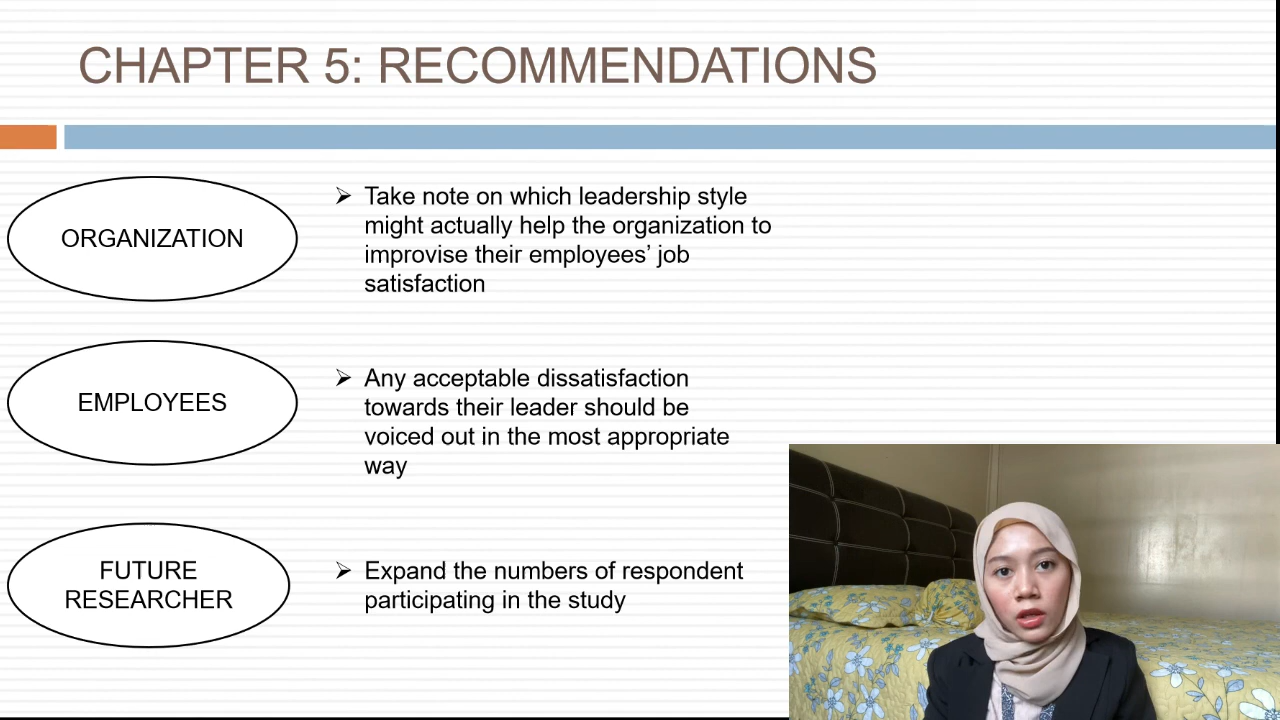 CHAPTER 5: RECOMMENDATIONS
ORGANIZATION
➢ Take note on which leadership style
might actually help the organization to
improvise their employees’ job
satisfaction
EMPLOYEES
➢ Any acceptable dissatisfaction
towards their leader should be
voiced out in the most appropriate
way
FUTURE
RESEARCHER
➢ Expand the numbers of respondent
participating in the study